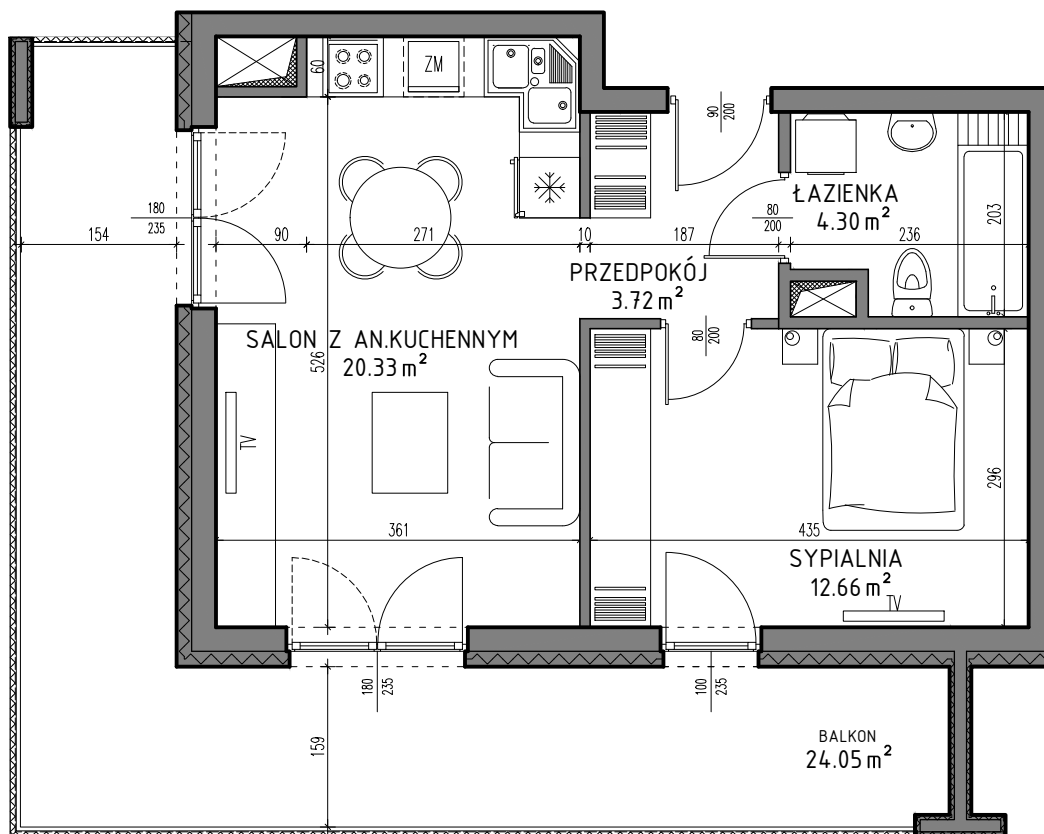 60
ZM
90
200
ŁAZIENKA
4.30 m²
203
180
235
80
200
154
90
271
10
187
236
PRZEDPOKÓJ
3.72 m²
SALON Z AN.KUCHENNYM
20.33 m²
526
80
200
TV
296
361
435
SYPIALNIA
12.66 m²
TV
180
235
100
235
159
BALKON
24.05 m²